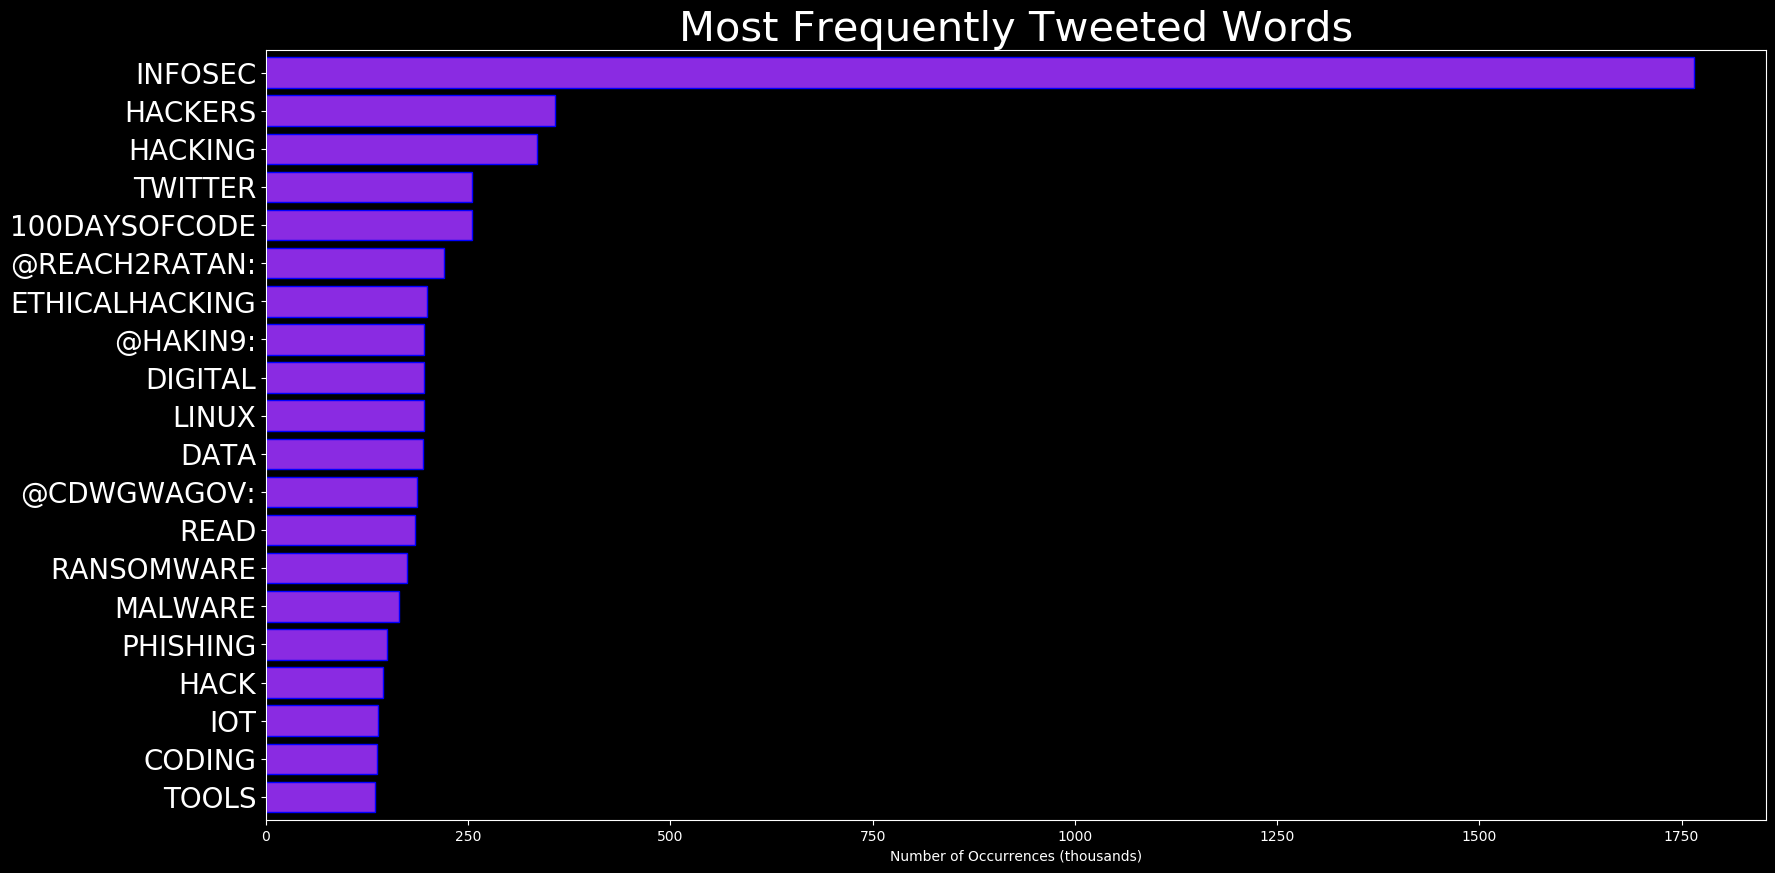 Most Frequently Tweeted Words
INFOSEC
HACKERS
HACKING
TWITTER
100DAYSOFCODE
@REACH2RATAN:
ETHICALHACKING
@HAKIN9:
DIGITAL
LINUX
DATA
@CDWGWAGOV:
READ
RANSOMWARE
MALWARE
PHISHING
HACK
IOT
CODING
TOOLS
0 250 500 750 1000 1250 1500 1750
Number of Occurrences (thousands)